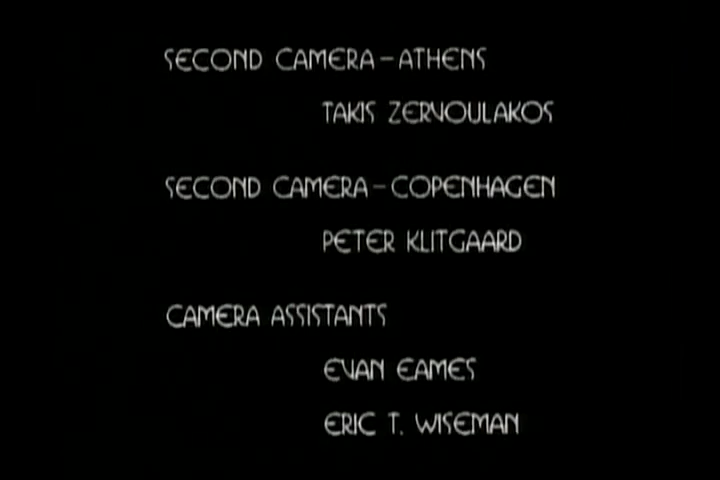 SECOND CAMERA-ATHENS
TAKIS ZERVOULAKOS
SECOND CAMERA-COPENHAGEN
PETER KLITGAARD
CAMERA ASSISTANTS
EVAN EAMES
ERIC T. WISEMAN